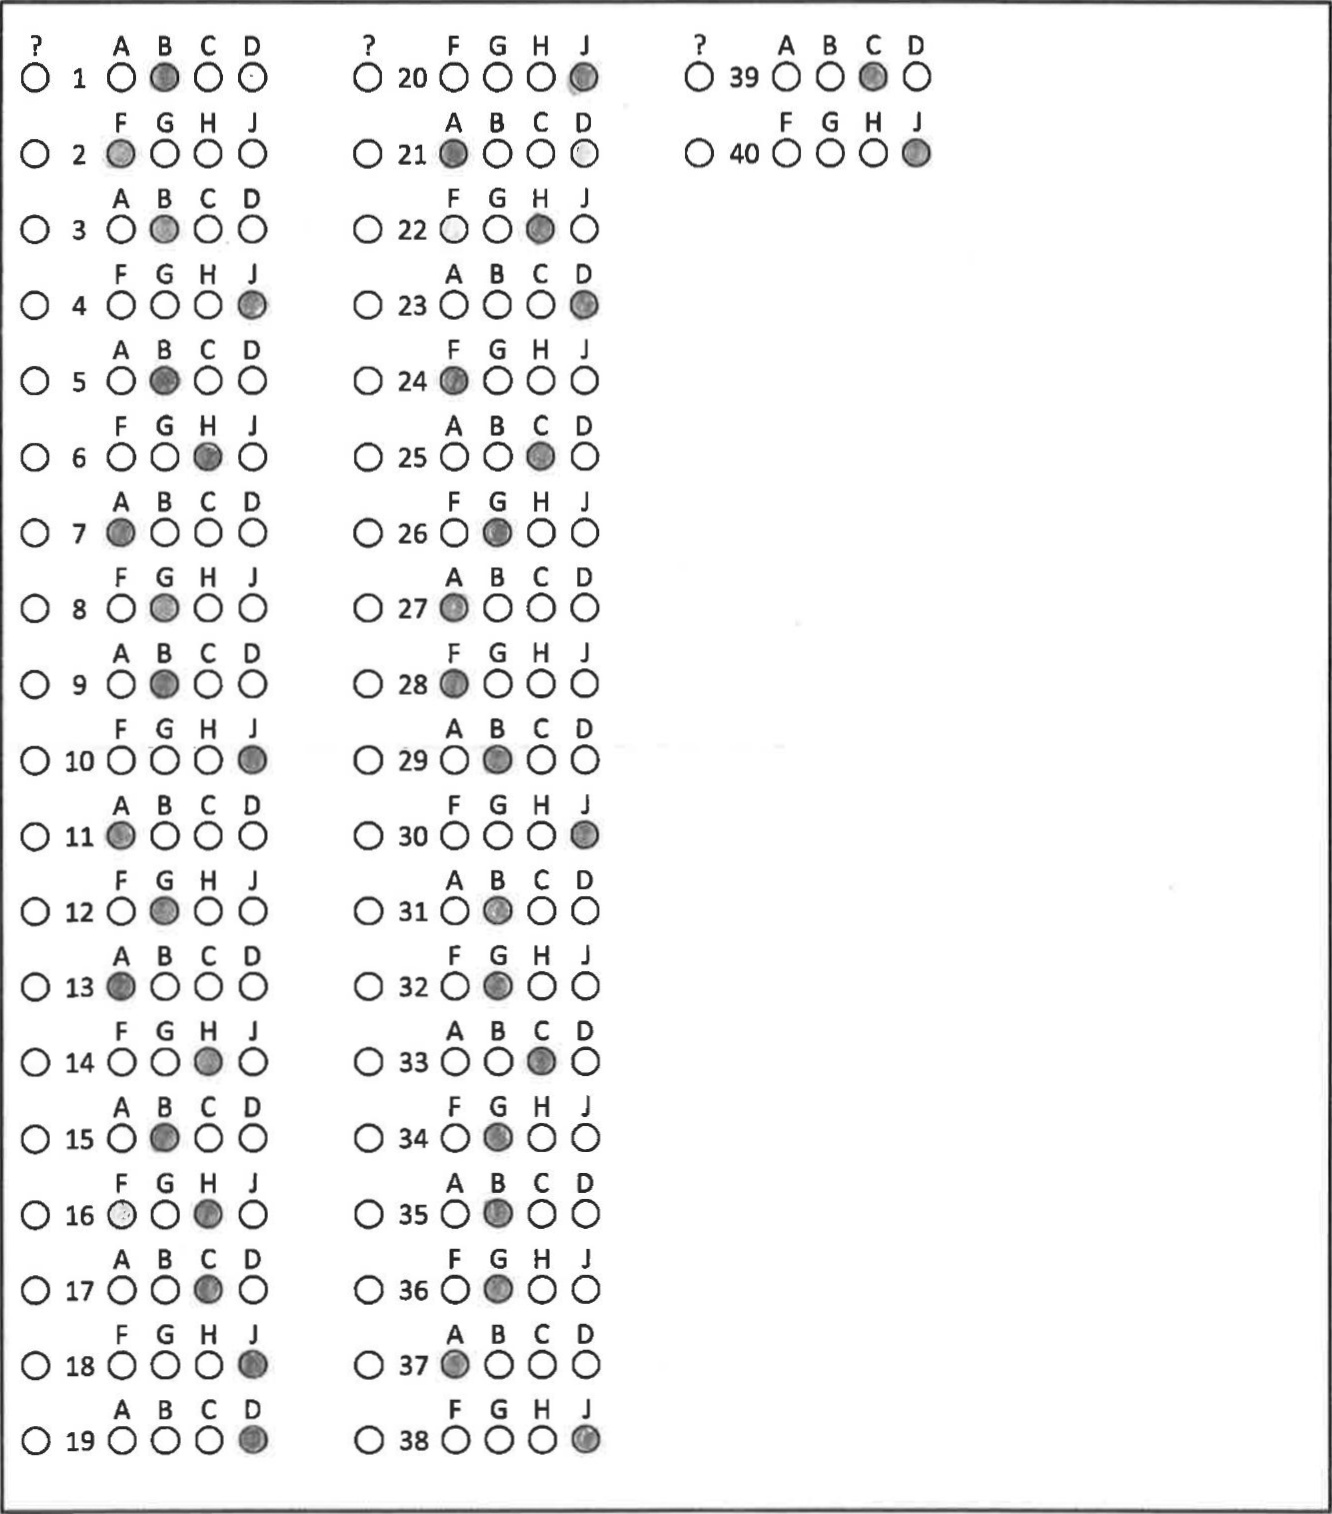 ? A B C D
1
F G H J
2
A B C D
3
F G H J
4
A B C D
5
F G H J
6
A B C D
7
F G H J
8
A B C D
9
F G H J
10
A B C D
11
F G H J
12
A B C D
13
F G H J
14
A B C D
15
F G H J
16
A B C D
17
F G H J
18
A B C D
19
? F G H J
20
A B C D
21
F G H J
22
A B C D
23
F G H J
24
A B C D
25
F G H J
26
A B C D
27
F G H J
28
A B C D
29
F G H J
30
A B C D
31
F G H J
32
A B C D
33
F G H J
34
A B C D
35
F G H J
36
A B C D
37
F G H J
38
? A B C D
39
F G H J
40